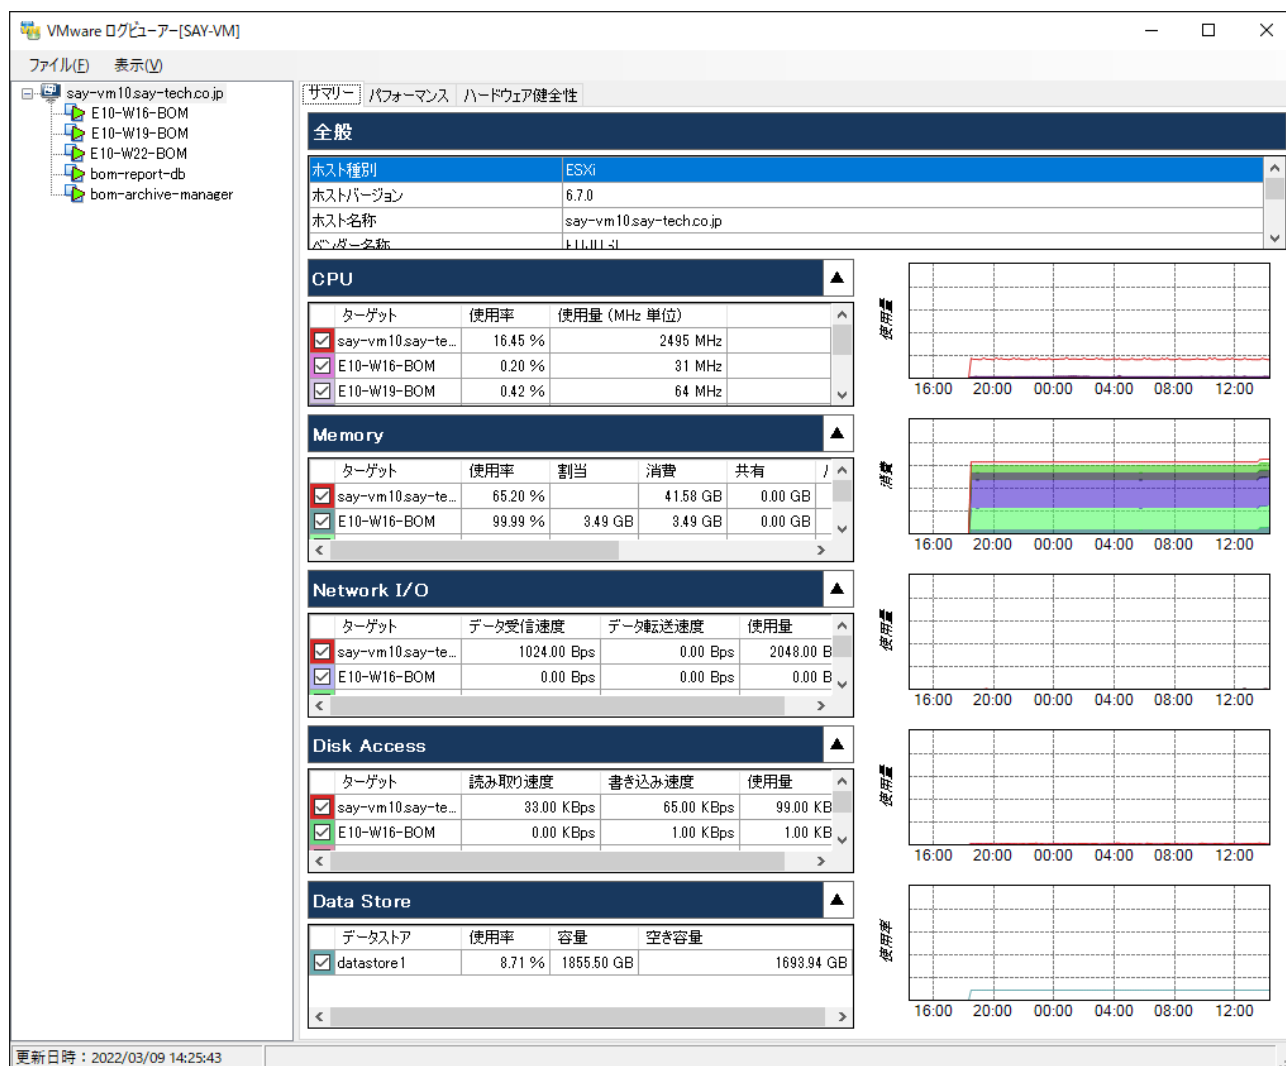 VMware ログビューアー[SAY-VM]
ファイル(F) 表示(V)
say-vm10.say-tech.co.jp
E10-W16-BOM
E10-W19-BOM
E10-W22-BOM
bom-report-db
bom-archive-manager
サマリー パフォーマンス ハードウェア健全性
全般
ホスト種別 ESXi
ホストバージョン 6.7.0
ホスト名称 say-vm10.say-tech.co.jp
ベンダー名称
CPU
ターゲット 使用率 使用量 (MHz 単位)
say-vm10.say-te... 16.45 % 2495 MHz
E10-W16-BOM 0.20 % 31 MHz
E10-W19-BOM 0.42 % 64 MHz
使用量
16:00 20:00 00:00 04:00 08:00 12:00
Memory
ターゲット 使用率 割当 消費 共有
say-vm10.say-te... 65.20 % 41.58 GB 0.00 GB
E10-W16-BOM 99.99 % 3.49 GB 3.49 GB 0.00 GB
消費
16:00 20:00 00:00 04:00 08:00 12:00
Network I/O
ターゲット データ受信速度 データ転送速度 使用量
say-vm10.say-te... 1024.00 Bps 0.00 Bps 2048.00 B
E10-W16-BOM 0.00 Bps 0.00 Bps 0.00 B
使用量
16:00 20:00 00:00 04:00 08:00 12:00
Disk Access
ターゲット 読み取り速度 書き込み速度 使用量
say-vm10.say-te... 33.00 KBps 65.00 KBps 99.00 KB
E10-W16-BOM 0.00 KBps 1.00 KBps 1.00 KB
使用量
16:00 20:00 00:00 04:00 08:00 12:00
Data Store
データストア 使用率 容量 空き容量
datastore1 8.71 % 1855.50 GB 1693.94 GB
使用率
16:00 20:00 00:00 04:00 08:00 12:00
更新日時：2022/03/09 14:25:43